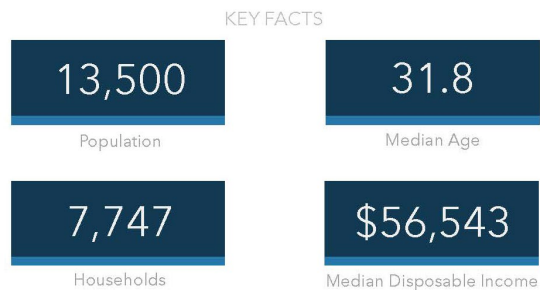 KEY FACTS
13,500
Population
31.8
Median Age
7,747
Households
$56,543
Median Disposable Income